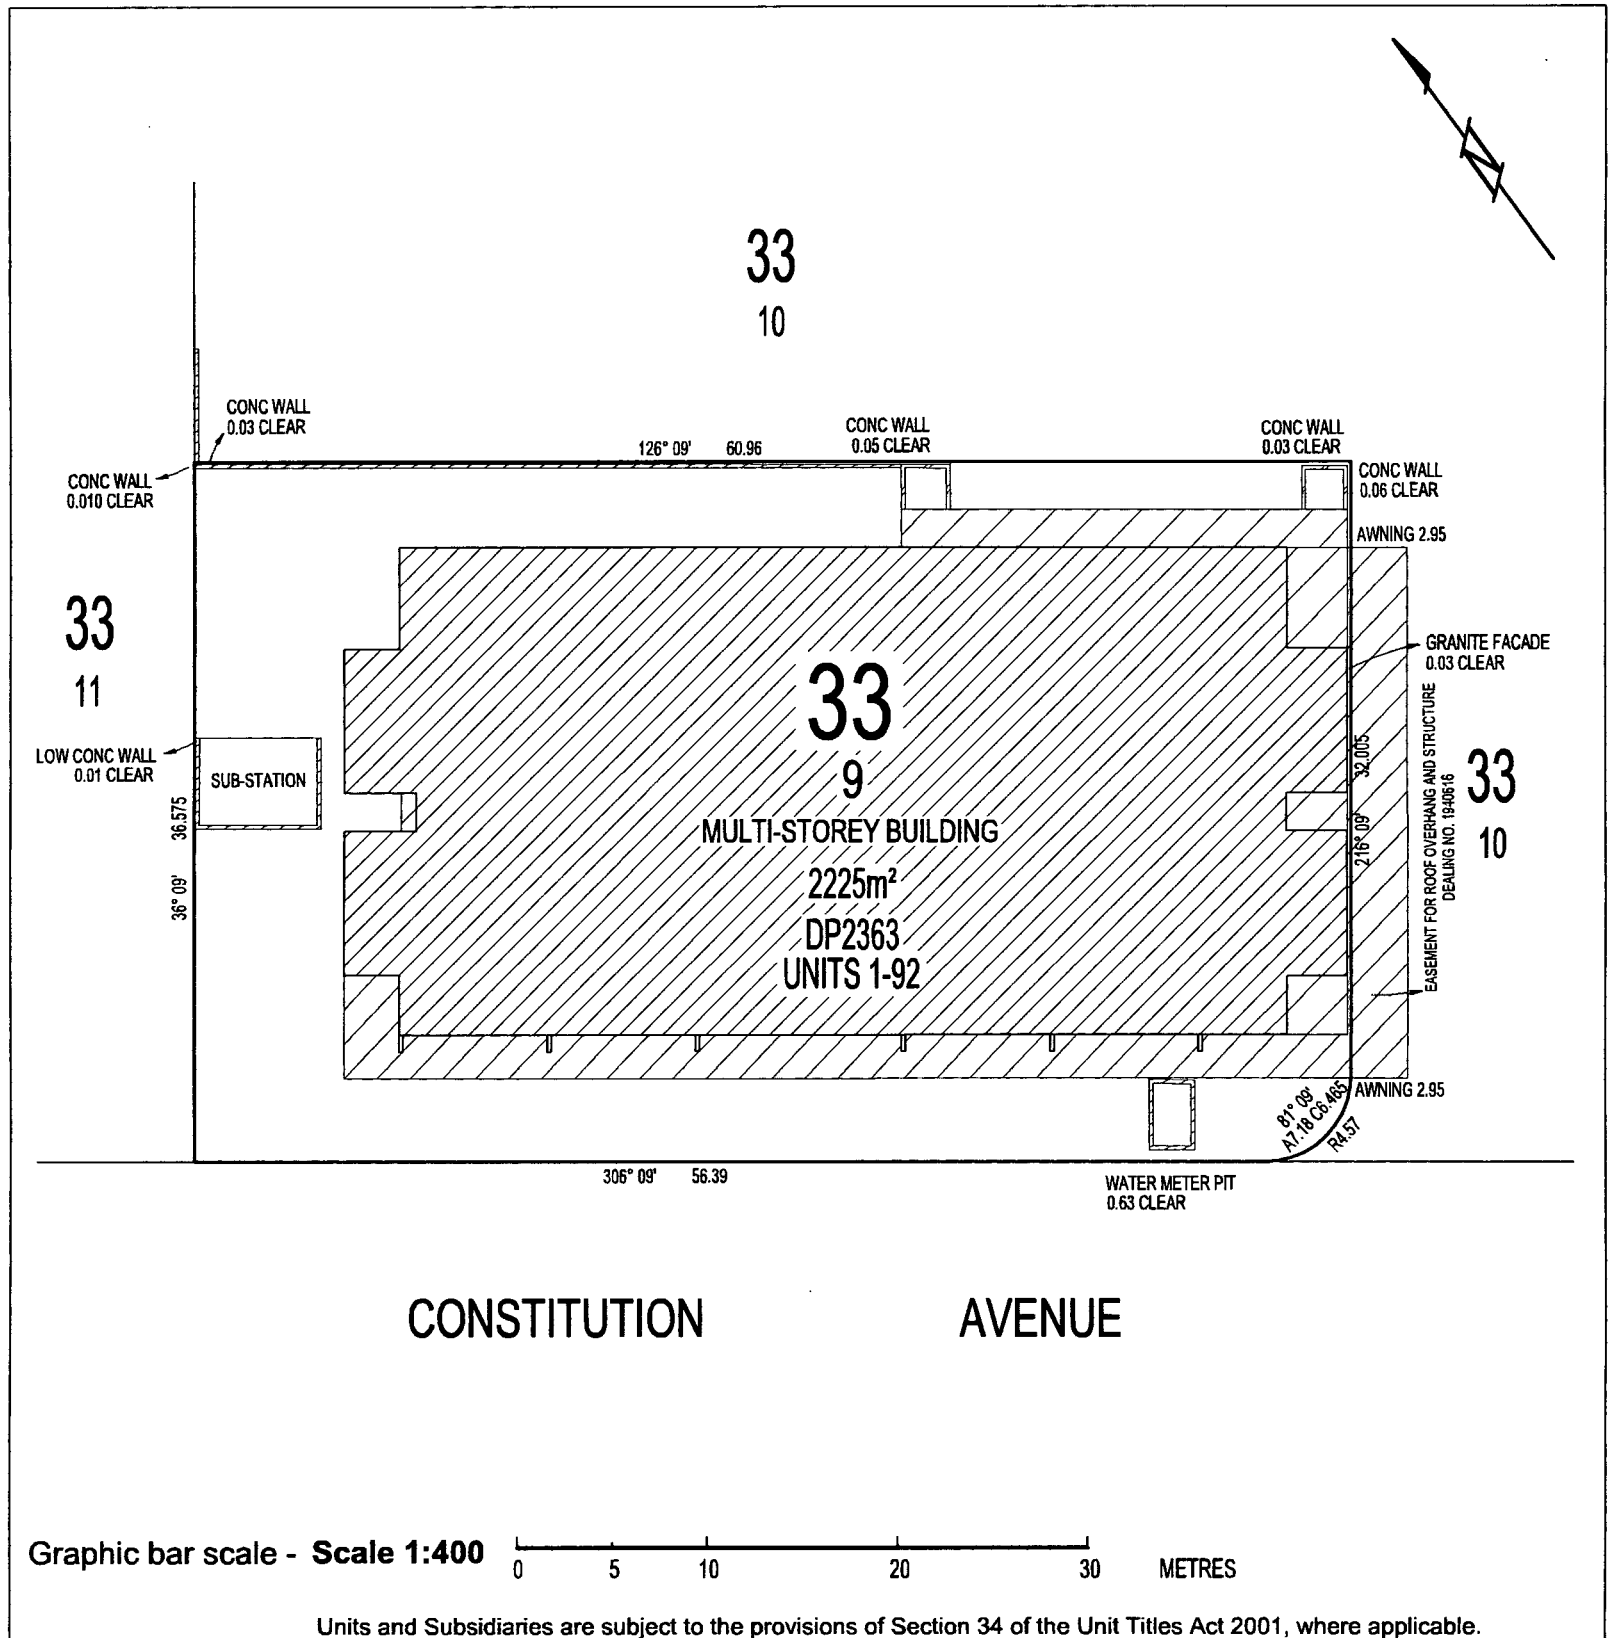 N
33
10
CONC WALL
0.03 CLEAR
126° 09' 60.96
CONC WALL
0.05 CLEAR
CONC WALL
0.03 CLEAR
CONC WALL
0.010 CLEAR
CONC WALL
0.06 CLEAR
AWNING 2.95
33
11
GRANITE FACADE
0.03 CLEAR
33
9
MULTI-STOREY BUILDING
2225m²
DP2363
UNITS 1-92
LOW CONC WALL
0.01 CLEAR
SUB-STATION
36° 09' 36.575
216° 09' 32.005
EASEMENT FOR ROOF OVERHANG AND STRUCTURE
DEALING NO. 1940616
33
10
AWNING 2.95
81° 09'
A7.18 C6.465
R4.57
306° 09' 56.39
WATER METER PIT
0.63 CLEAR
CONSTITUTION AVENUE
Graphic bar scale - Scale 1:400
0 5 10 20 30 METRES
Units and Subsidiaries are subject to the provisions of Section 34 of the Unit Titles Act 2001, where applicable.